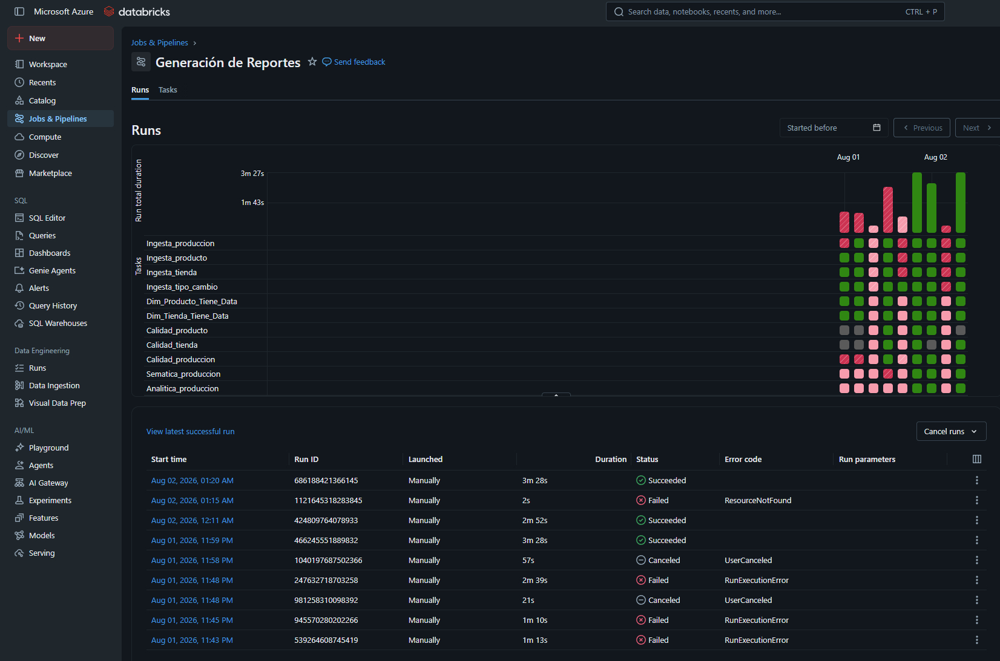 Microsoft Azure databricks
Search data, notebooks, recents, and more... CTRL + P
New
Workspace
Recents
Catalog
Jobs & Pipelines
Compute
Discover
Marketplace
SQL
SQL Editor
Queries
Dashboards
Genie Agents
Alerts
Query History
SQL Warehouses
Data Engineering
Runs
Data Ingestion
Visual Data Prep
AI/ML
Playground
Agents
AI Gateway
Experiments
Features
Models
Serving
Jobs & Pipelines
Generación de Reportes Send feedback
Runs Tasks
Runs
Started before Previous Next
Aug 01 Aug 02
Run total duration
3m 27s
1m 43s
Tasks
Ingesta_produccion
Ingesta_producto
Ingesta_tienda
Ingesta_tipo_cambio
Dim_Producto_Tiene_Data
Dim_Tienda_Tiene_Data
Calidad_producto
Calidad_tienda
Calidad_produccion
Sematica_produccion
Analitica_produccion
View latest successful run Cancel runs
Start time Run ID Launched Duration Status Error code Run parameters
Aug 02, 2026, 01:20 AM 686188421366145 Manually 3m 28s Succeeded
Aug 02, 2026, 01:15 AM 1121645318283845 Manually 2s Failed ResourceNotFound
Aug 02, 2026, 12:11 AM 424809764078933 Manually 2m 52s Succeeded
Aug 01, 2026, 11:59 PM 466245551889832 Manually 3m 28s Succeeded
Aug 01, 2026, 11:58 PM 1040197687502366 Manually 57s Canceled UserCanceled
Aug 01, 2026, 11:48 PM 247632718703258 Manually 2m 39s Failed RunExecutionError
Aug 01, 2026, 11:48 PM 981258310098392 Manually 21s Canceled UserCanceled
Aug 01, 2026, 11:45 PM 945570280202266 Manually 1m 10s Failed RunExecutionError
Aug 01, 2026, 11:43 PM 539264608745419 Manually 1m 13s Failed RunExecutionError